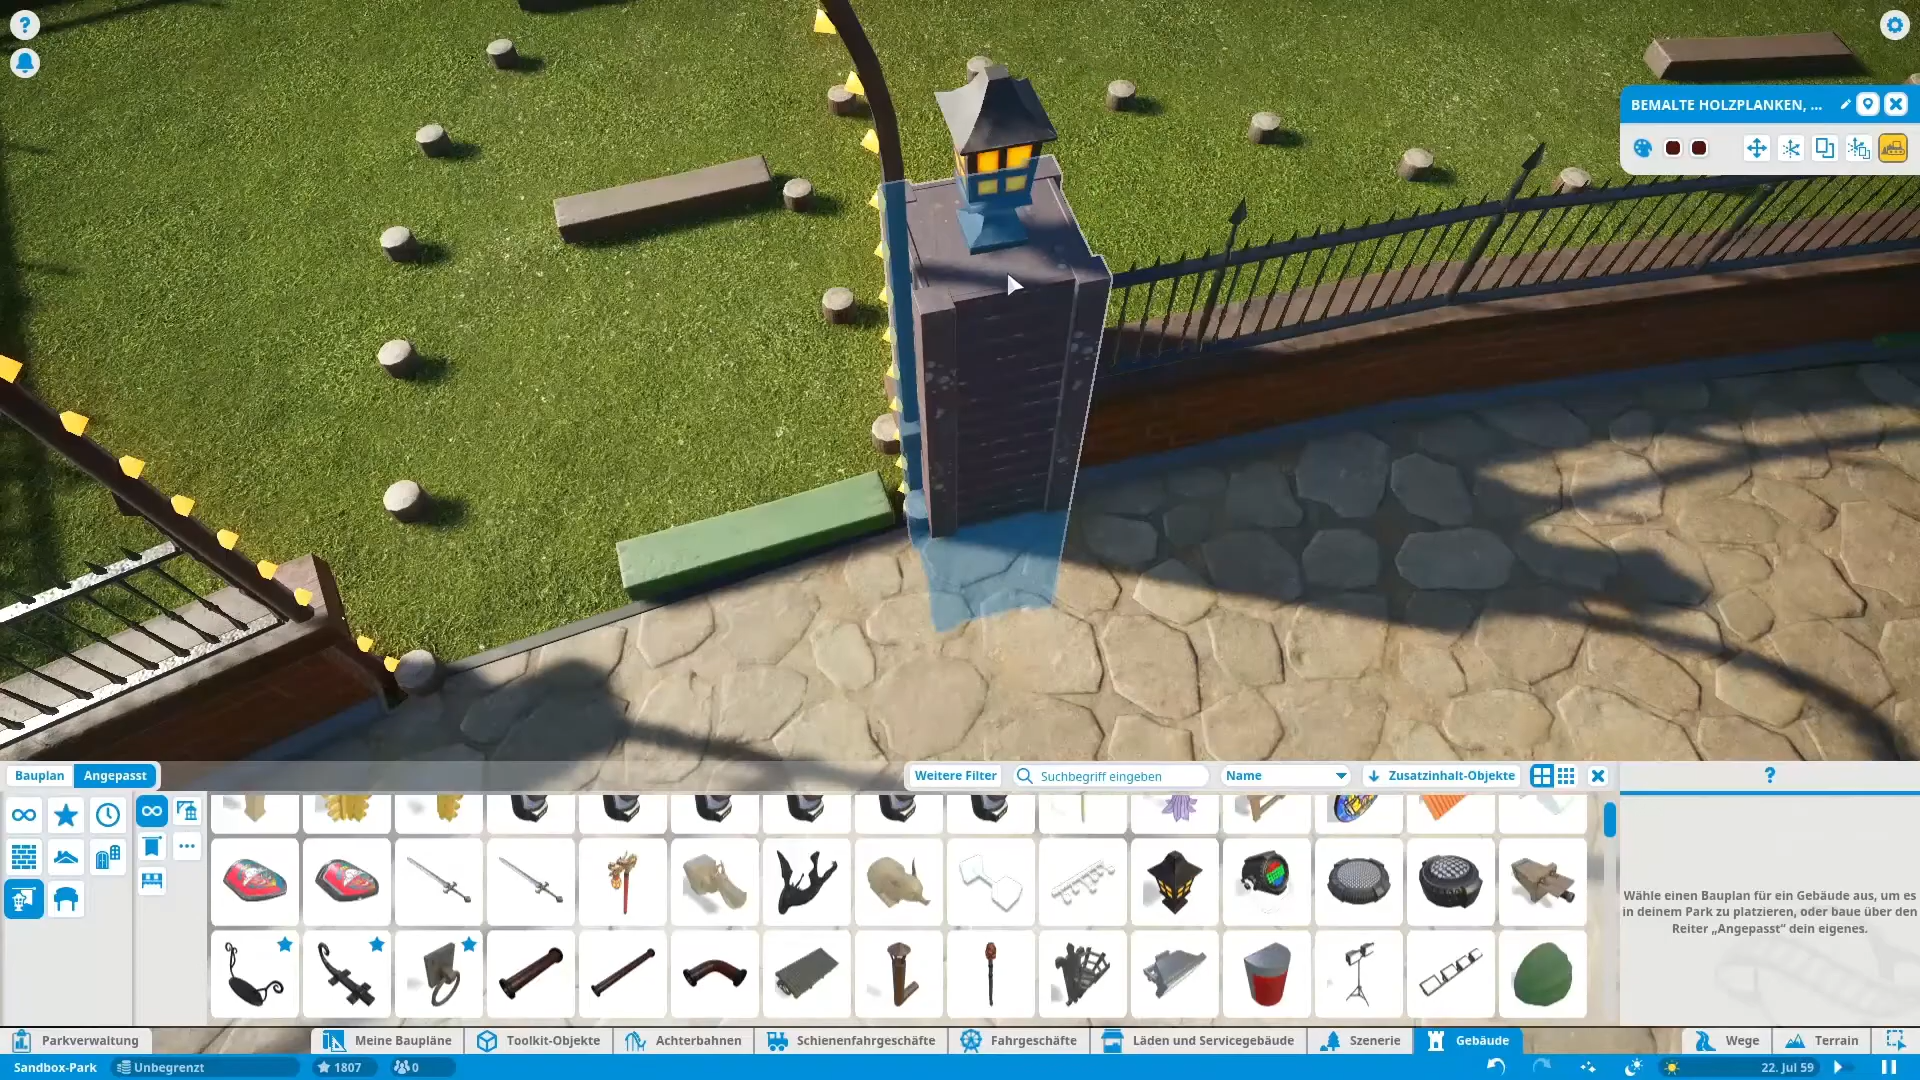 BEMALTE HOLZPLANKEN, ...
Bauplan
Angepasst
Weitere Filter
Suchbegriff eingeben
Name
Zusatzinhalt-Objekte
Wähle einen Bauplan für ein Gebäude aus, um es
in deinem Park zu platzieren, oder baue über den
Reiter „Angepasst“ dein eigenes.
Parkverwaltung
Meine Baupläne
Toolkit-Objekte
Achterbahnen
Schienenfahrgeschäfte
Fahrgeschäfte
Läden und Servicegebäude
Szenerie
Gebäude
Wege
Terrain
Sandbox-Park
Unbegrenzt
1807
0
22. Jul 59